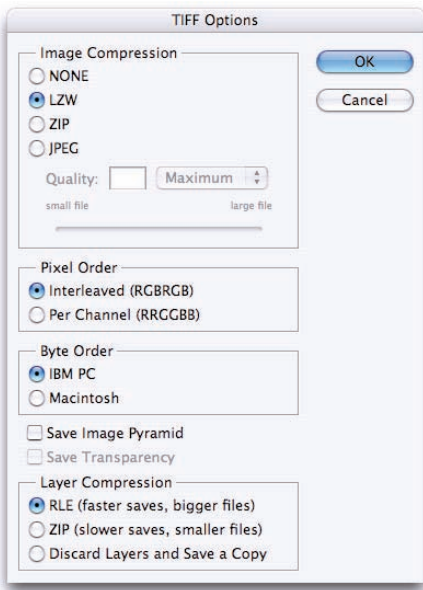 TIFF Options
Image Compression
NONE
LZW
ZIP
JPEG
Quality:
Maximum
small file
large file
OK
Cancel
Pixel Order
Interleaved (RGBRGB)
Per Channel (RRGGBB)
Byte Order
IBM PC
Macintosh
Save Image Pyramid
Save Transparency
Layer Compression
RLE (faster saves, bigger files)
ZIP (slower saves, smaller files)
Discard Layers and Save a Copy